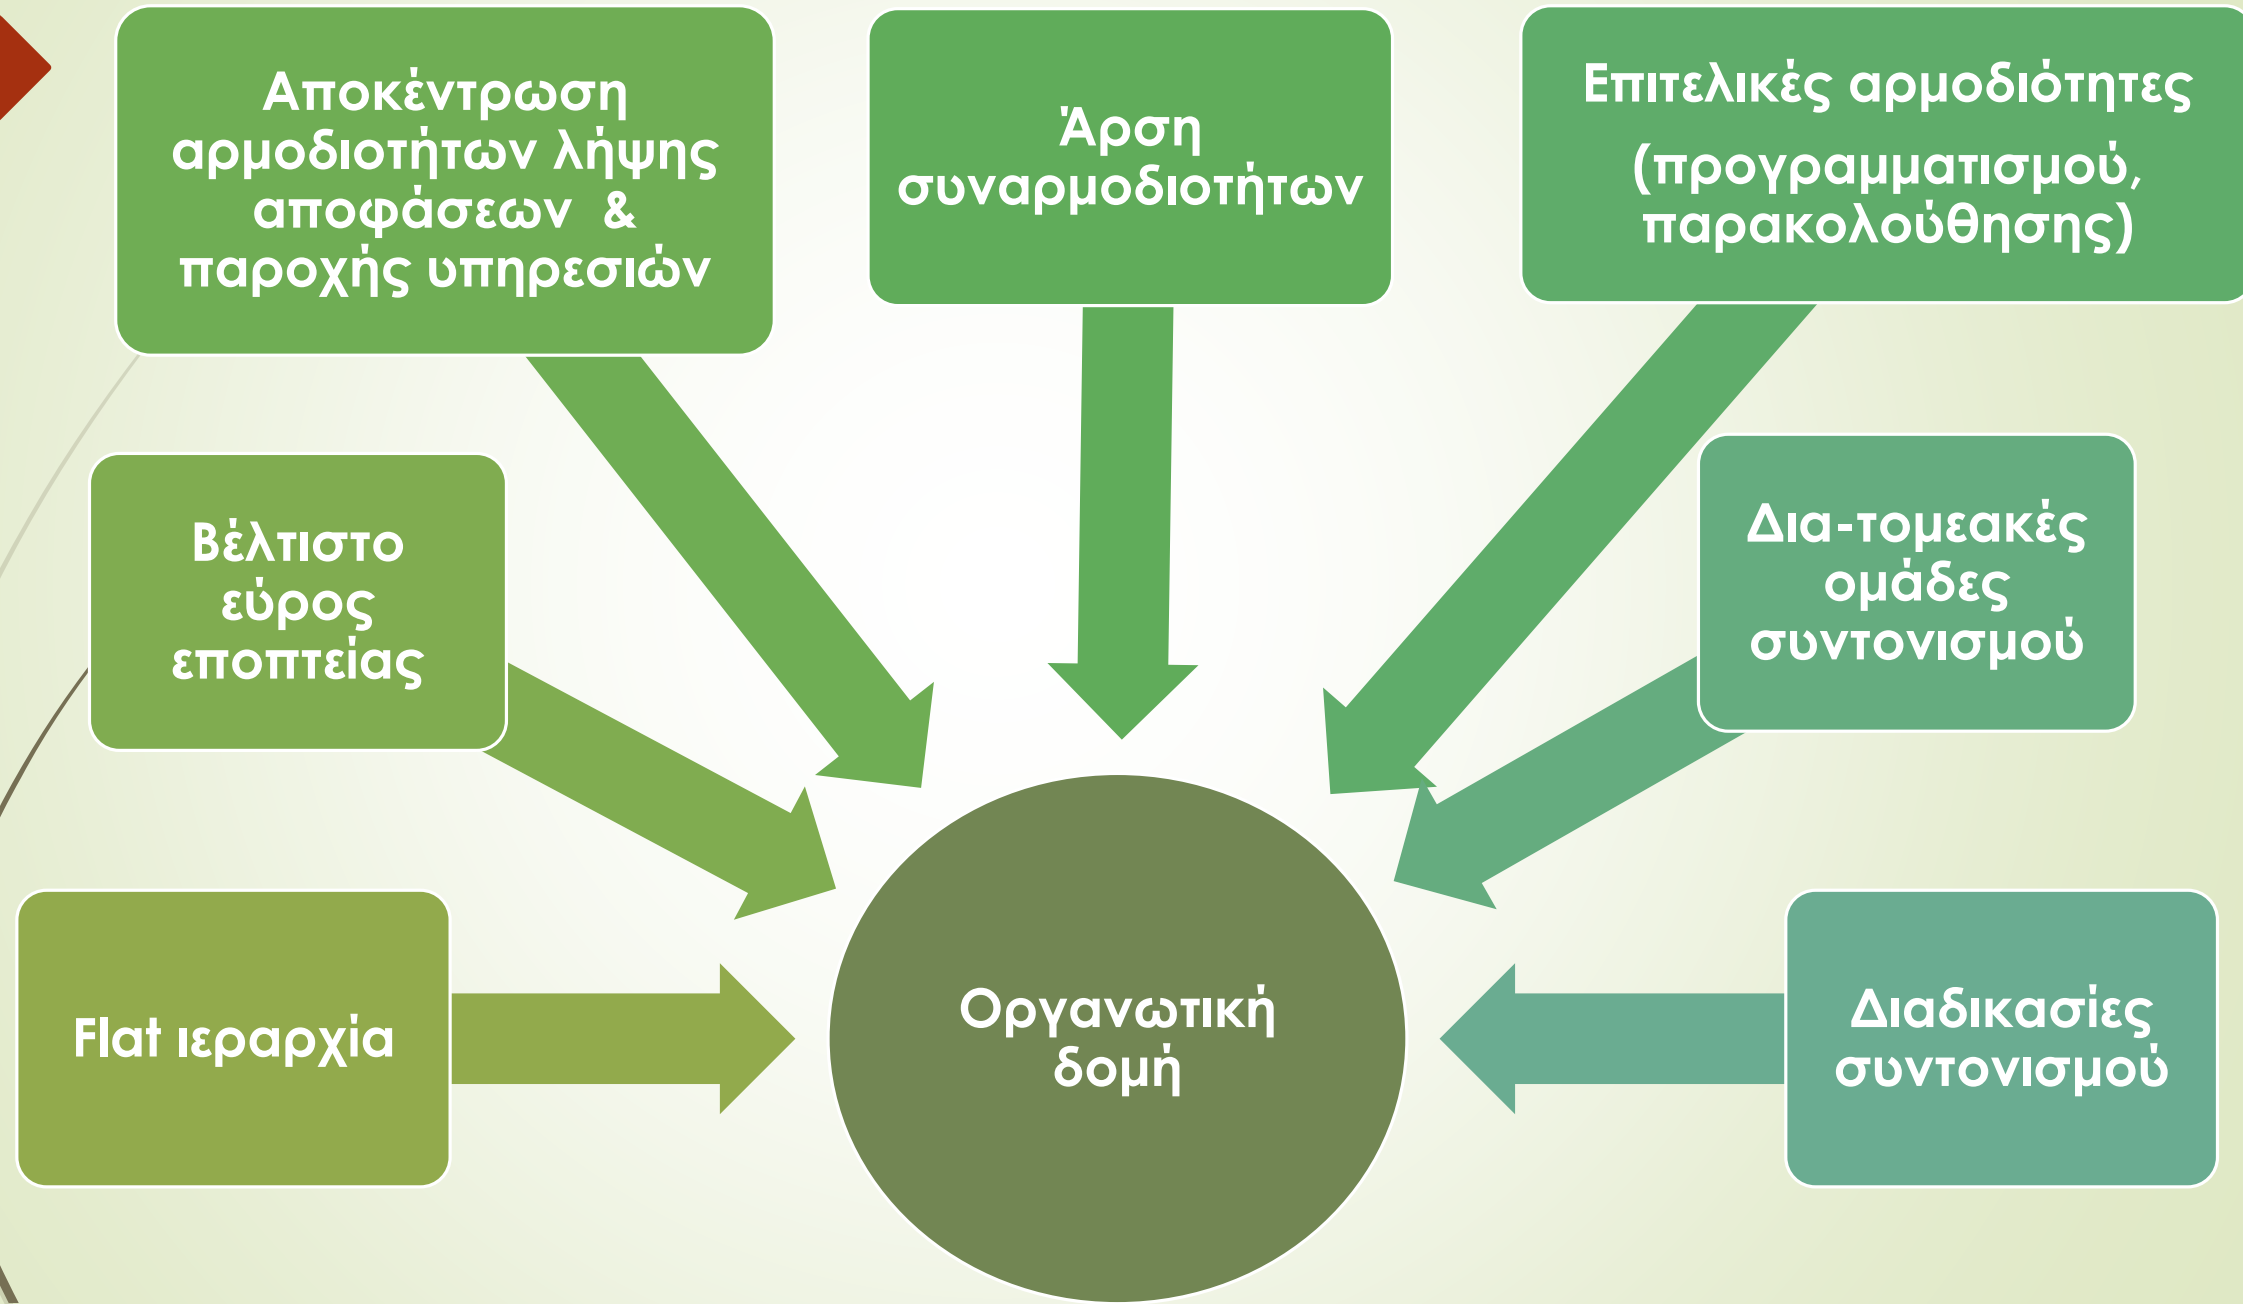 Αποκέντρωση
αρμοδιοτήτων λήψης
αποφάσεων &
παροχής υπηρεσιών
Άρση
συναρμοδιοτήτων
Επιτελικές αρμοδιότητες
(προγραμματισμού,
παρακολούθησης)
Βέλτιστο
εύρος
εποπτείας
Δια-τομεακές
ομάδες
συντονισμού
Flat ιεραρχία
Οργανωτική
δομή
Διαδικασίες
συντονισμού